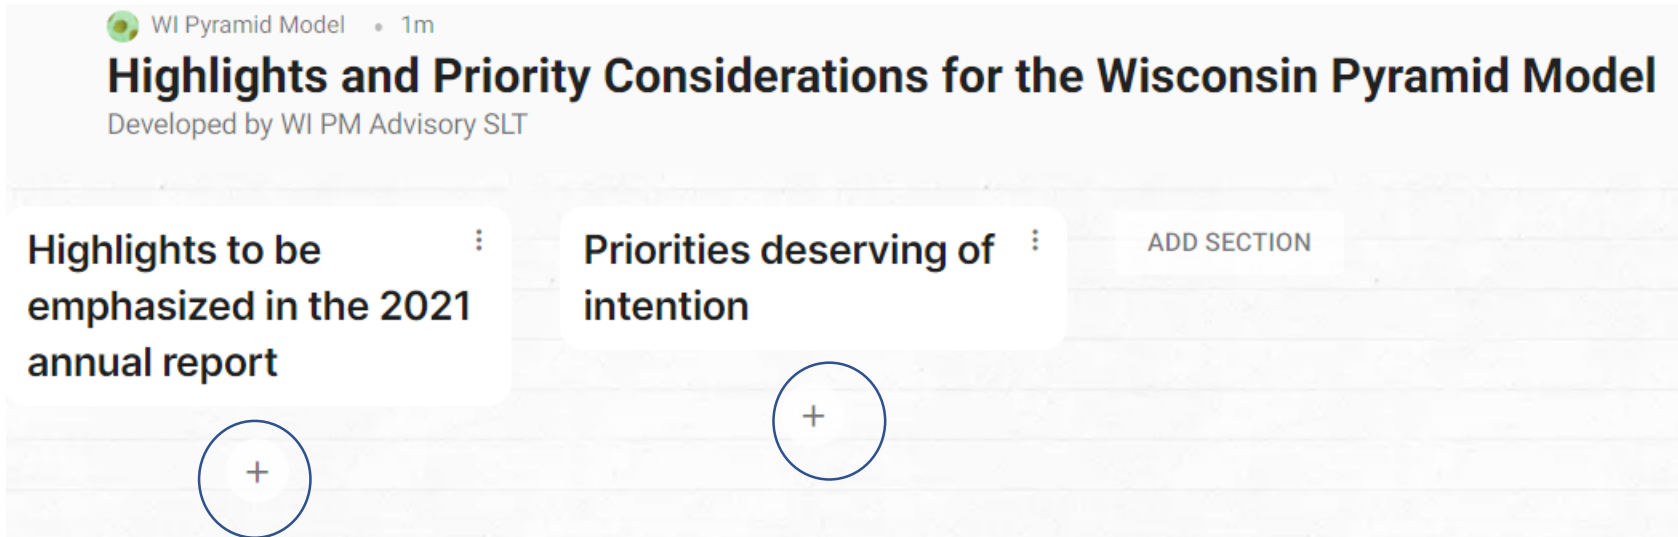 WI Pyramid Model • 1m
Highlights and Priority Considerations for the Wisconsin Pyramid Model
Developed by WI PM Advisory SLT
Highlights to be
emphasized in the 2021
annual report
+
Priorities deserving of
intention
+
ADD SECTION